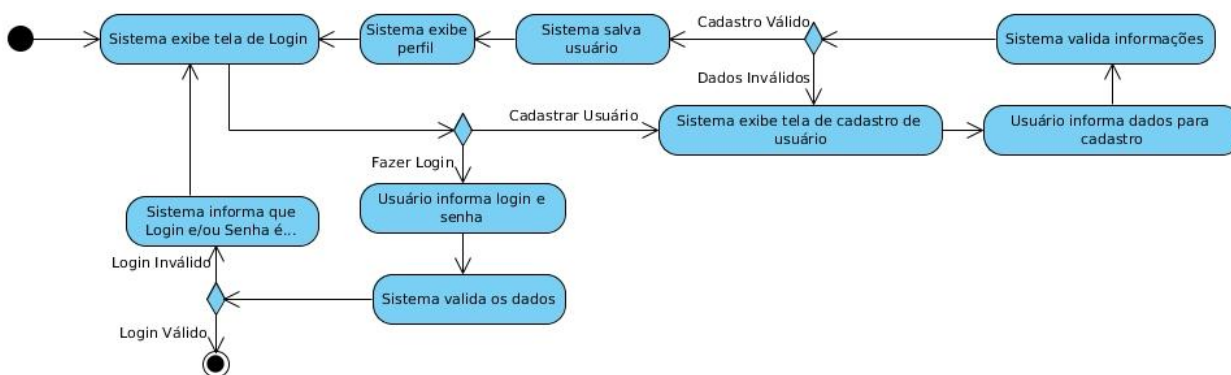 Sistema exibe tela de Login
Sistema exibe
perfil
Sistema salva
usuário
Cadastro Válido
Sistema valida informações
Dados Inválidos
Cadastrar Usuário
Sistema exibe tela de cadastro de
usuário
Usuário informa dados para
cadastro
Fazer Login
Usuário informa login e
senha
Sistema informa que
Login e/ou Senha é...
Login Inválido
Sistema valida os dados
Login Válido